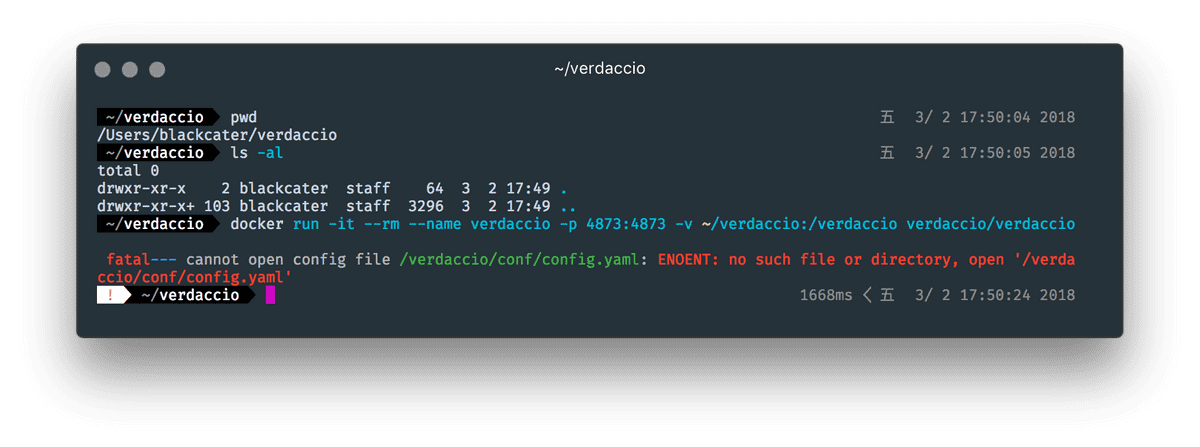 ~/verdaccio
~/verdaccio pwd 五 3/ 2 17:50:04 2018
/Users/blackcater/verdaccio
~/verdaccio ls -al 五 3/ 2 17:50:05 2018
total 0
drwxr-xr-x 2 blackcater staff 64 3 2 17:49 .
drwxr-xr-x+ 103 blackcater staff 3296 3 2 17:49 ..
~/verdaccio docker run -it --rm --name verdaccio -p 4873:4873 -v ~/verdaccio:/verdaccio verdaccio/verdaccio
fatal--- cannot open config file /verdaccio/conf/config.yaml: ENOENT: no such file or directory, open '/verda
ccio/conf/config.yaml'
! ~/verdaccio 1668ms < 五 3/ 2 17:50:24 2018